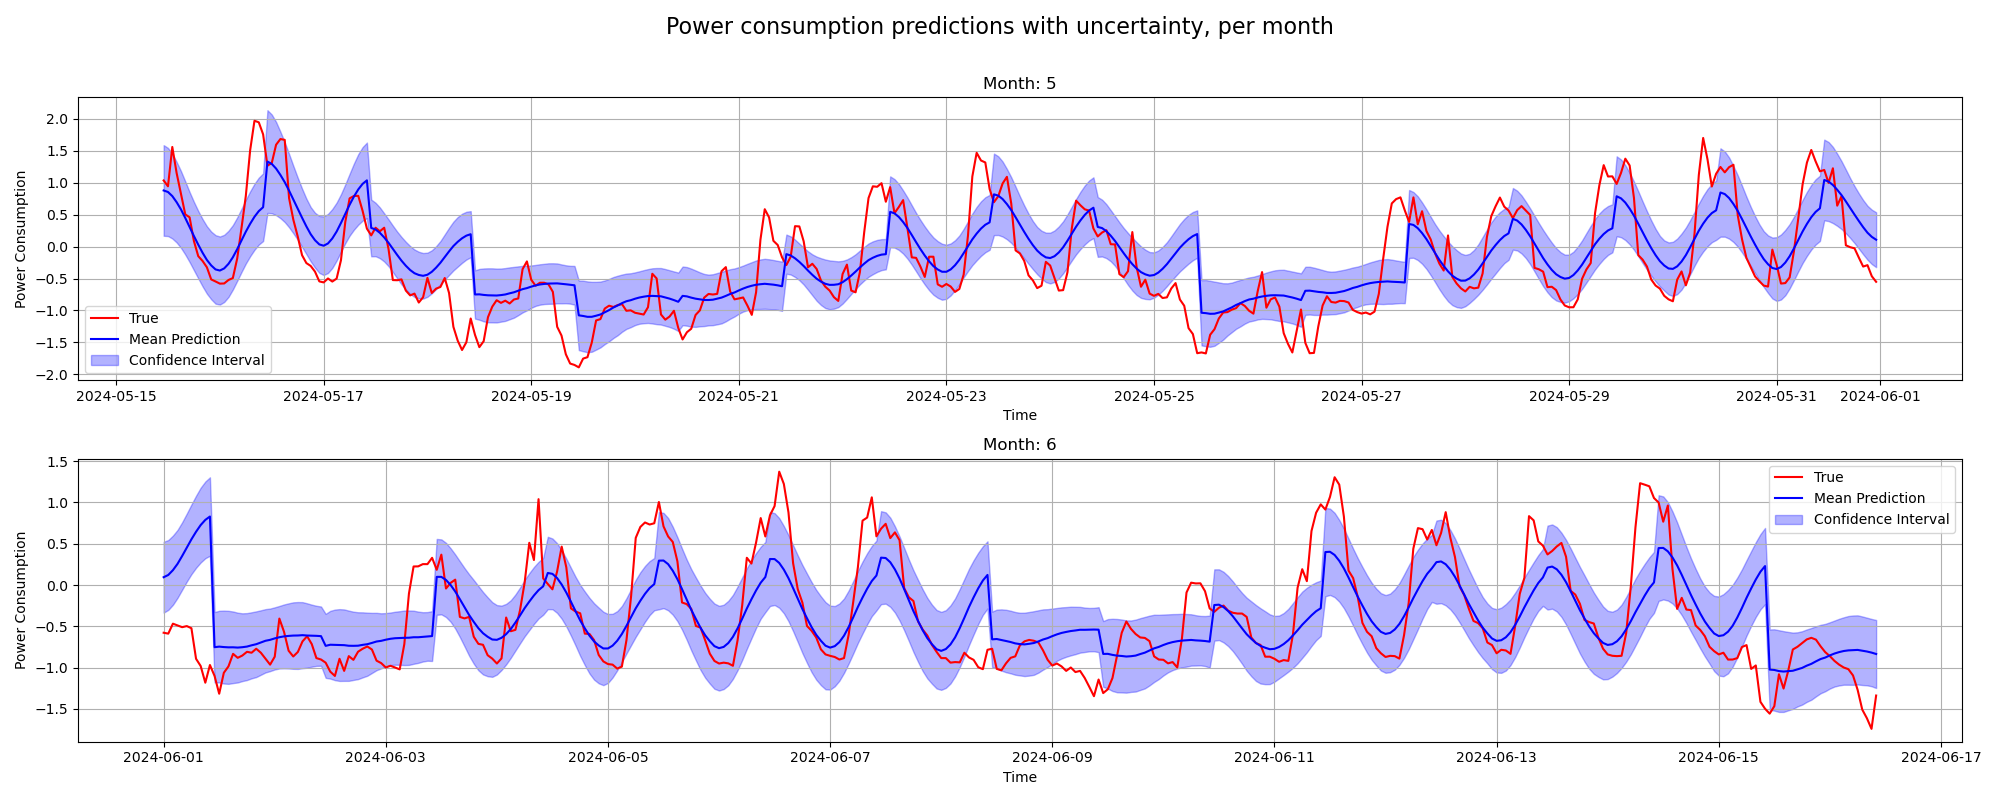 Power consumption predictions with uncertainty, per month
Month: 5
Power Consumption
2.0
1.5
1.0
0.5
0.0
−0.5
−1.0
−1.5
−2.0
True
Mean Prediction
Confidence Interval
2024-05-15 2024-05-17 2024-05-19 2024-05-21 2024-05-23 2024-05-25 2024-05-27 2024-05-29 2024-05-31 2024-06-01
Time
Month: 6
Power Consumption
1.5
1.0
0.5
0.0
−0.5
−1.0
−1.5
True
Mean Prediction
Confidence Interval
2024-06-01 2024-06-03 2024-06-05 2024-06-07 2024-06-09 2024-06-11 2024-06-13 2024-06-15 2024-06-17
Time